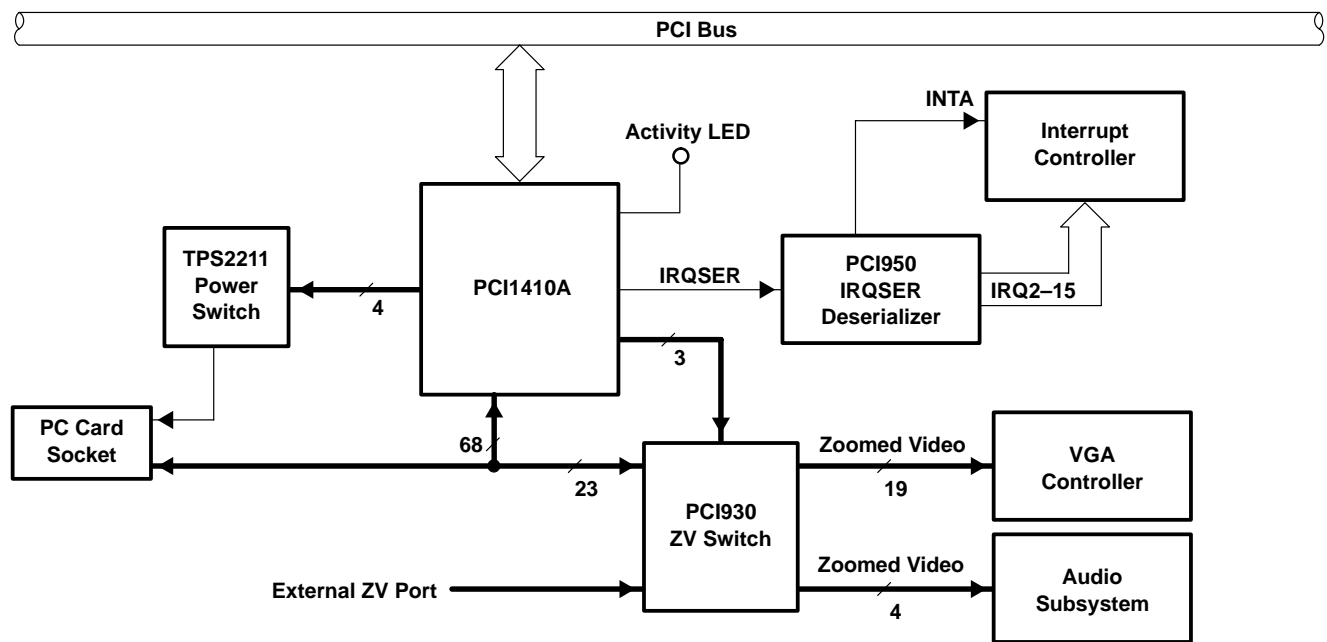 PCI Bus
INTA
Interrupt
Controller
Activity LED
TPS2211
Power
Switch
4
PCI1410A
IRQSER
PCI950
IRQSER
Deserializer
IRQ2–15
3
PC Card
Socket
68
23
PCI930
ZV Switch
Zoomed Video
19
VGA
Controller
External ZV Port
Zoomed Video
4
Audio
Subsystem